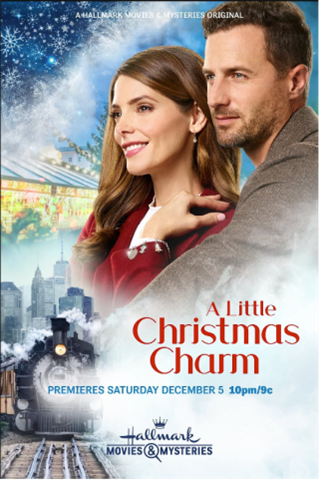 A HALLMARK MOVIES & MYSTERIES ORIGINAL
A Little
Christmas
Charm
PREMIERES SATURDAY DECEMBER 5 10pm/9c
Hallmark
MOVIES & MYSTERIES